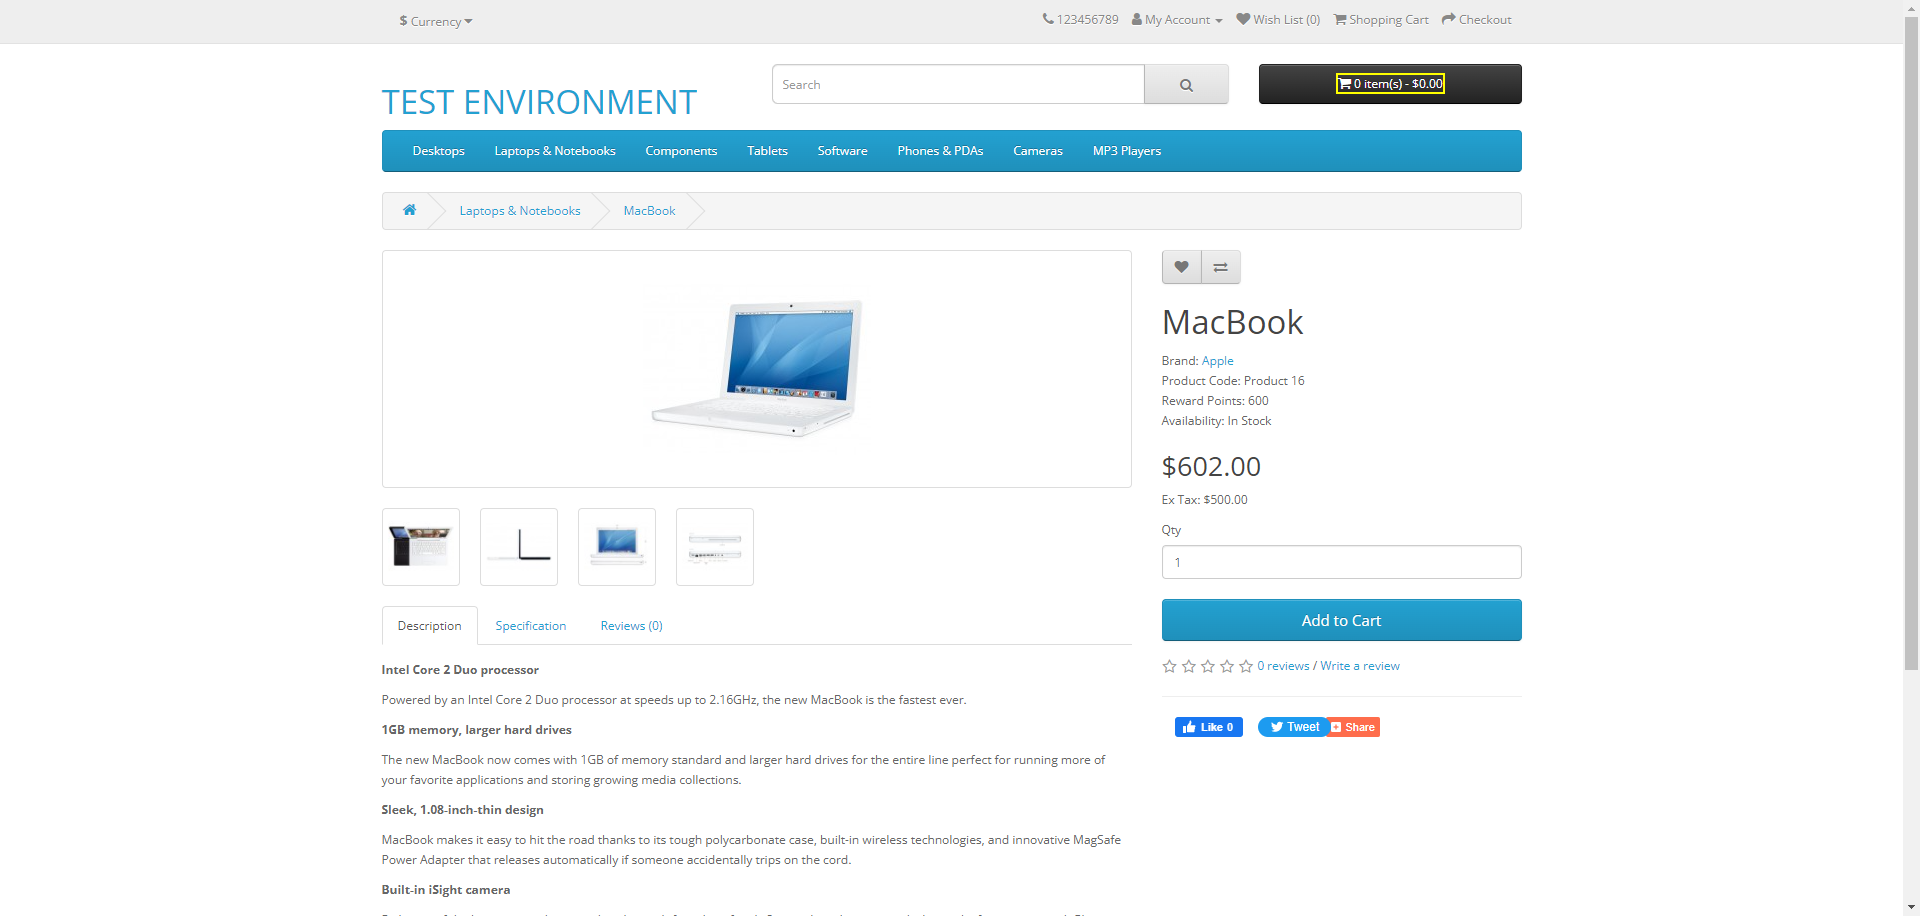 $ Currency
123456789 My Account Wish List (0) Shopping Cart Checkout
TEST ENVIRONMENT
Search
0 item(s) - $0.00
Desktops Laptops & Notebooks Components Tablets Software Phones & PDAs Cameras MP3 Players
Laptops & Notebooks MacBook
MacBook
Brand: Apple
Product Code: Product 16
Reward Points: 600
Availability: In Stock
$602.00
Ex Tax: $500.00
Qty
1
Add to Cart
0 reviews / Write a review
Like 0 Tweet Share
Description Specification Reviews (0)
Intel Core 2 Duo processor
Powered by an Intel Core 2 Duo processor at speeds up to 2.16GHz, the new MacBook is the fastest ever.
1GB memory, larger hard drives
The new MacBook now comes with 1GB of memory standard and larger hard drives for the entire line perfect for running more of
your favorite applications and storing growing media collections.
Sleek, 1.08-inch-thin design
MacBook makes it easy to hit the road thanks to its tough polycarbonate case, built-in wireless technologies, and innovative MagSafe
Power Adapter that releases automatically if someone accidentally trips on the cord.
Built-in iSight camera